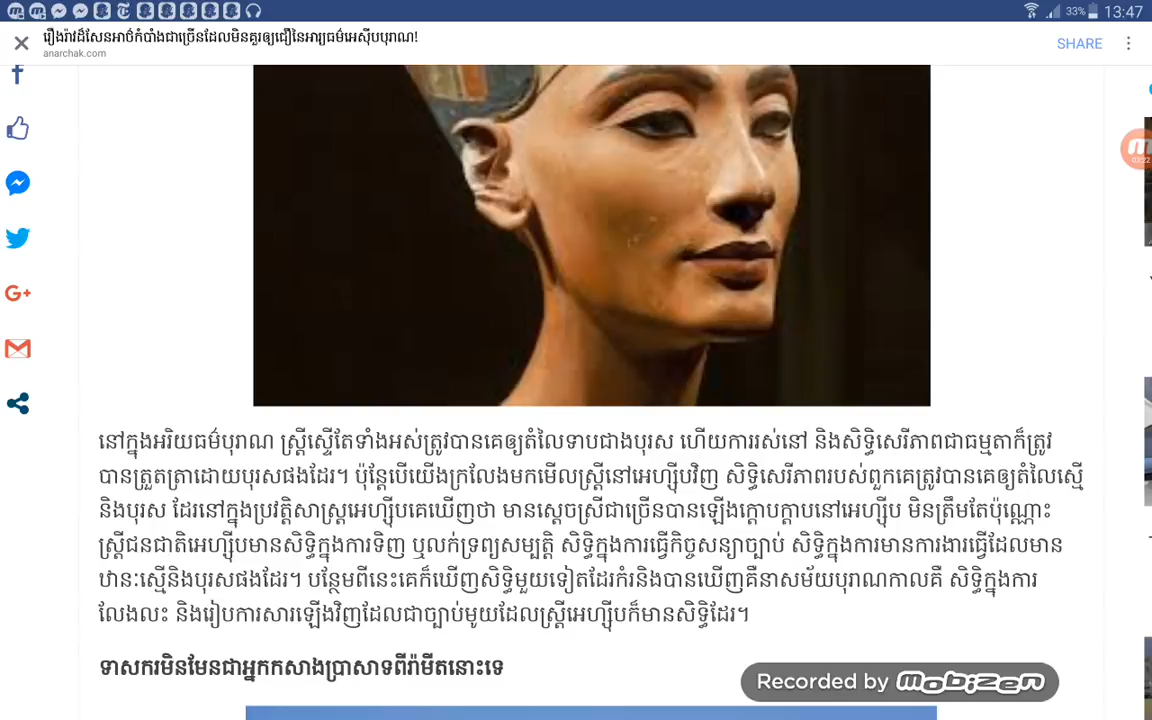 33% 13:47
រឿងរ៉ាវដ៏សែនអាថ៌កំបាំងជាច្រើនដែលមិនគួរឲ្យជឿនៃអារ្យធម៌អេស៊ីបបុរាណ!
anarchak.com
SHARE
03:22
នៅក្នុងអរិយធម៌បុរាណ ស្ត្រីស្ទើតែទាំងអស់ត្រូវបានគេឲ្យតំលៃទាបជាងបុរស ហើយការរស់នៅ និងសិទ្ធិសេរីភាពជាធម្មតាក៏ត្រូវ
បានត្រួតត្រាដោយបុរសផងដែរ។ ប៉ុន្តែបើយើងក្រលែងមកមើលស្ត្រីនៅអេហ្ស៊ីបវិញ សិទ្ធិសេរីភាពរបស់ពួកគេត្រូវបានគេឲ្យតំលៃស្មើ
និងបុរស ដែរនៅក្នុងប្រវត្តិសាស្ត្រអេហ្ស៊ីបគេឃើញថា មានស្តេចស្រីជាច្រើនបានឡើងក្តោបក្តាប់នៅអេហ្ស៊ីប មិនត្រឹមតែប៉ុណ្ណោះ
ស្ត្រីជនជាតិអេហ្ស៊ីបមានសិទ្ធិក្នុងការទិញ ឬលក់ទ្រព្យសម្បត្តិ សិទ្ធិក្នុងការធ្វើកិច្ចសន្យាច្បាប់ សិទ្ធិក្នុងការមានការងារធ្វើដែលមាន
ឋានៈស្មើនិងបុរសផងដែរ។ បន្ថែមពីនេះគេក៏ឃើញសិទ្ធិមួយទៀតដែរកំរនិងបានឃើញគឺនាសម័យបុរាណកាលគឺ សិទ្ធិក្នុងការ
លែងលះ និងរៀបការសារឡើងវិញដែលជាច្បាប់មូយដែលស្ត្រីអេហ្ស៊ីបក៏មានសិទ្ធិដែរ។
ទាសករមិនមែនជាអ្នកកសាងប្រាសាទពីរ៉ាមីតនោះទេ
Recorded by mobizen